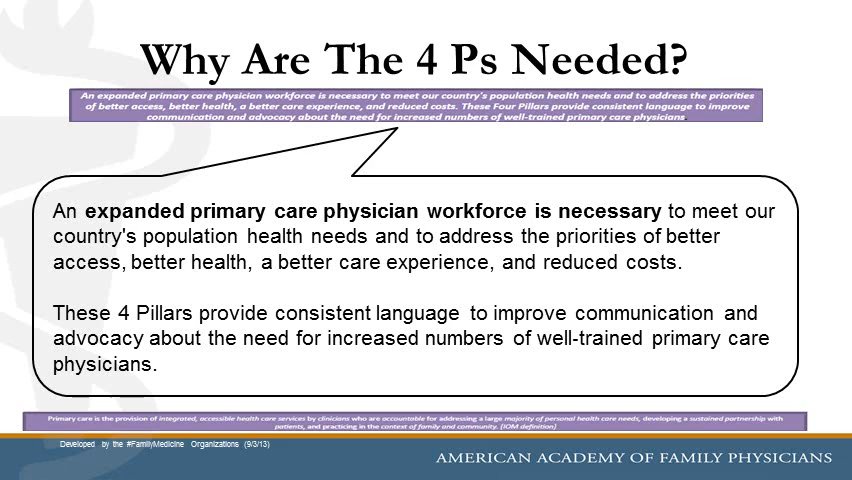 Why Are The 4 Ps Needed?
An expanded primary care physician workforce is necessary to meet our country's population health needs and to address the priorities
of better access, better health, a better care experience, and reduced costs. These Four Pillars provide consistent language to improve
communication and advocacy about the need for increased numbers of well-trained primary care physicians.
An expanded primary care physician workforce is necessary to meet our
country's population health needs and to address the priorities of better
access, better health, a better care experience, and reduced costs.
These 4 Pillars provide consistent language to improve communication and
advocacy about the need for increased numbers of well-trained primary care
physicians.
Primary care is the provision of integrated, accessible health care services by clinicians who are accountable for addressing a large majority of personal health care needs, developing a sustained partnership with
patients, and practicing in the context of family and community. (IOM definition)
Developed by the #FamilyMedicine Organizations (9/3/13)
AMERICAN ACADEMY OF FAMILY PHYSICIANS